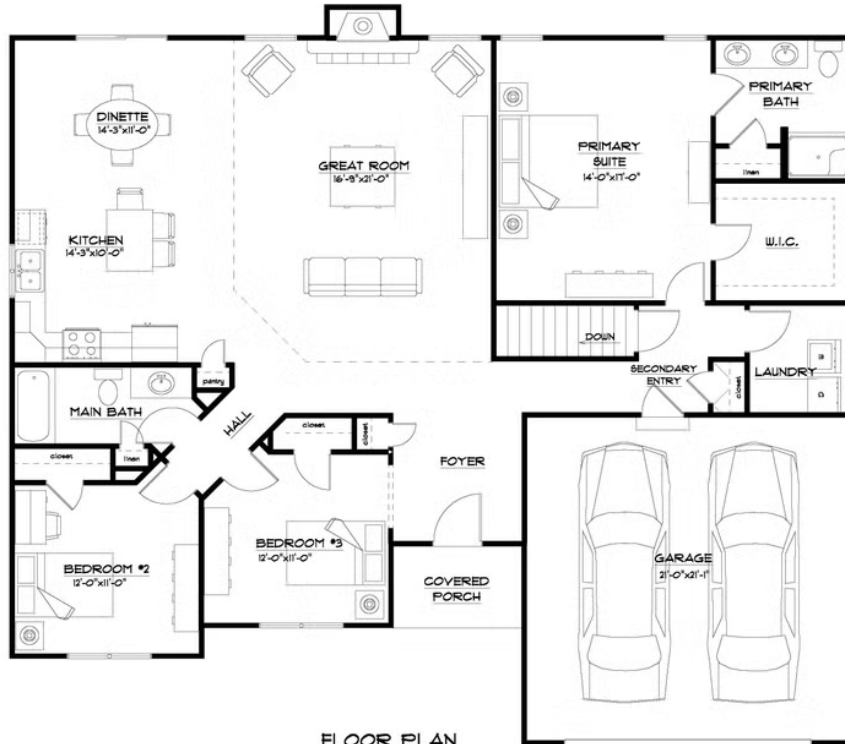 DINETTE
14'-3"x11'-0"
GREAT ROOM
16'-9"x21'-0"
PRIMARY
SUITE
14'-0"x17'-0"
PRIMARY
BATH
linen
KITCHEN
14'-3"x10'-0"
W.I.C.
DOWN
SECONDARY
ENTRY
closet
LAUNDRY
D
pantry
MAIN BATH
HALL
linen
closet
closet
closet
FOYER
BEDROOM #2
12'-0"x11'-0"
BEDROOM #3
12'-0"x11'-0"
COVERED
PORCH
GARAGE
21'-0"x21'-1"
FLOOR PLAN